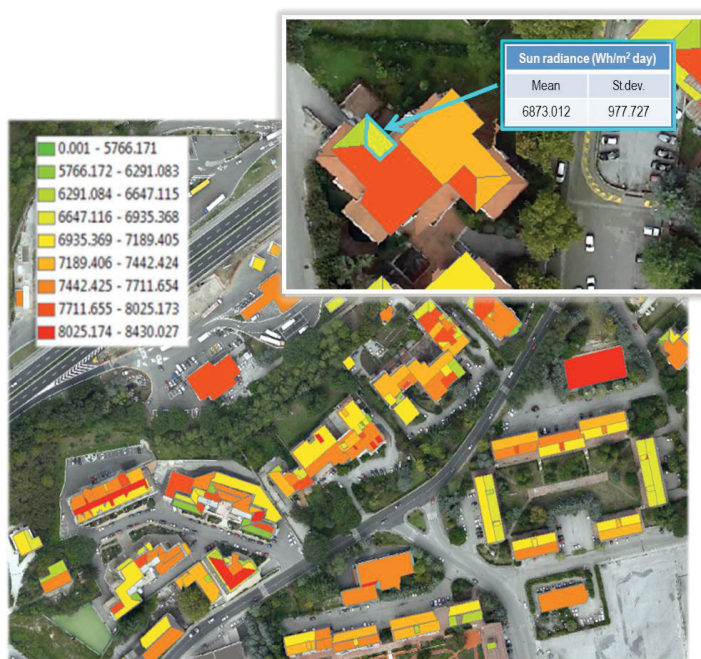 Sun radiance (Wh/m² day)
Mean St.dev.
6873.012 977.727
0.001 - 5766.171
5766.172 - 6291.083
6291.084 - 6647.115
6647.116 - 6935.368
6935.369 - 7189.405
7189.406 - 7442.424
7442.425 - 7711.654
7711.655 - 8025.173
8025.174 - 8430.027